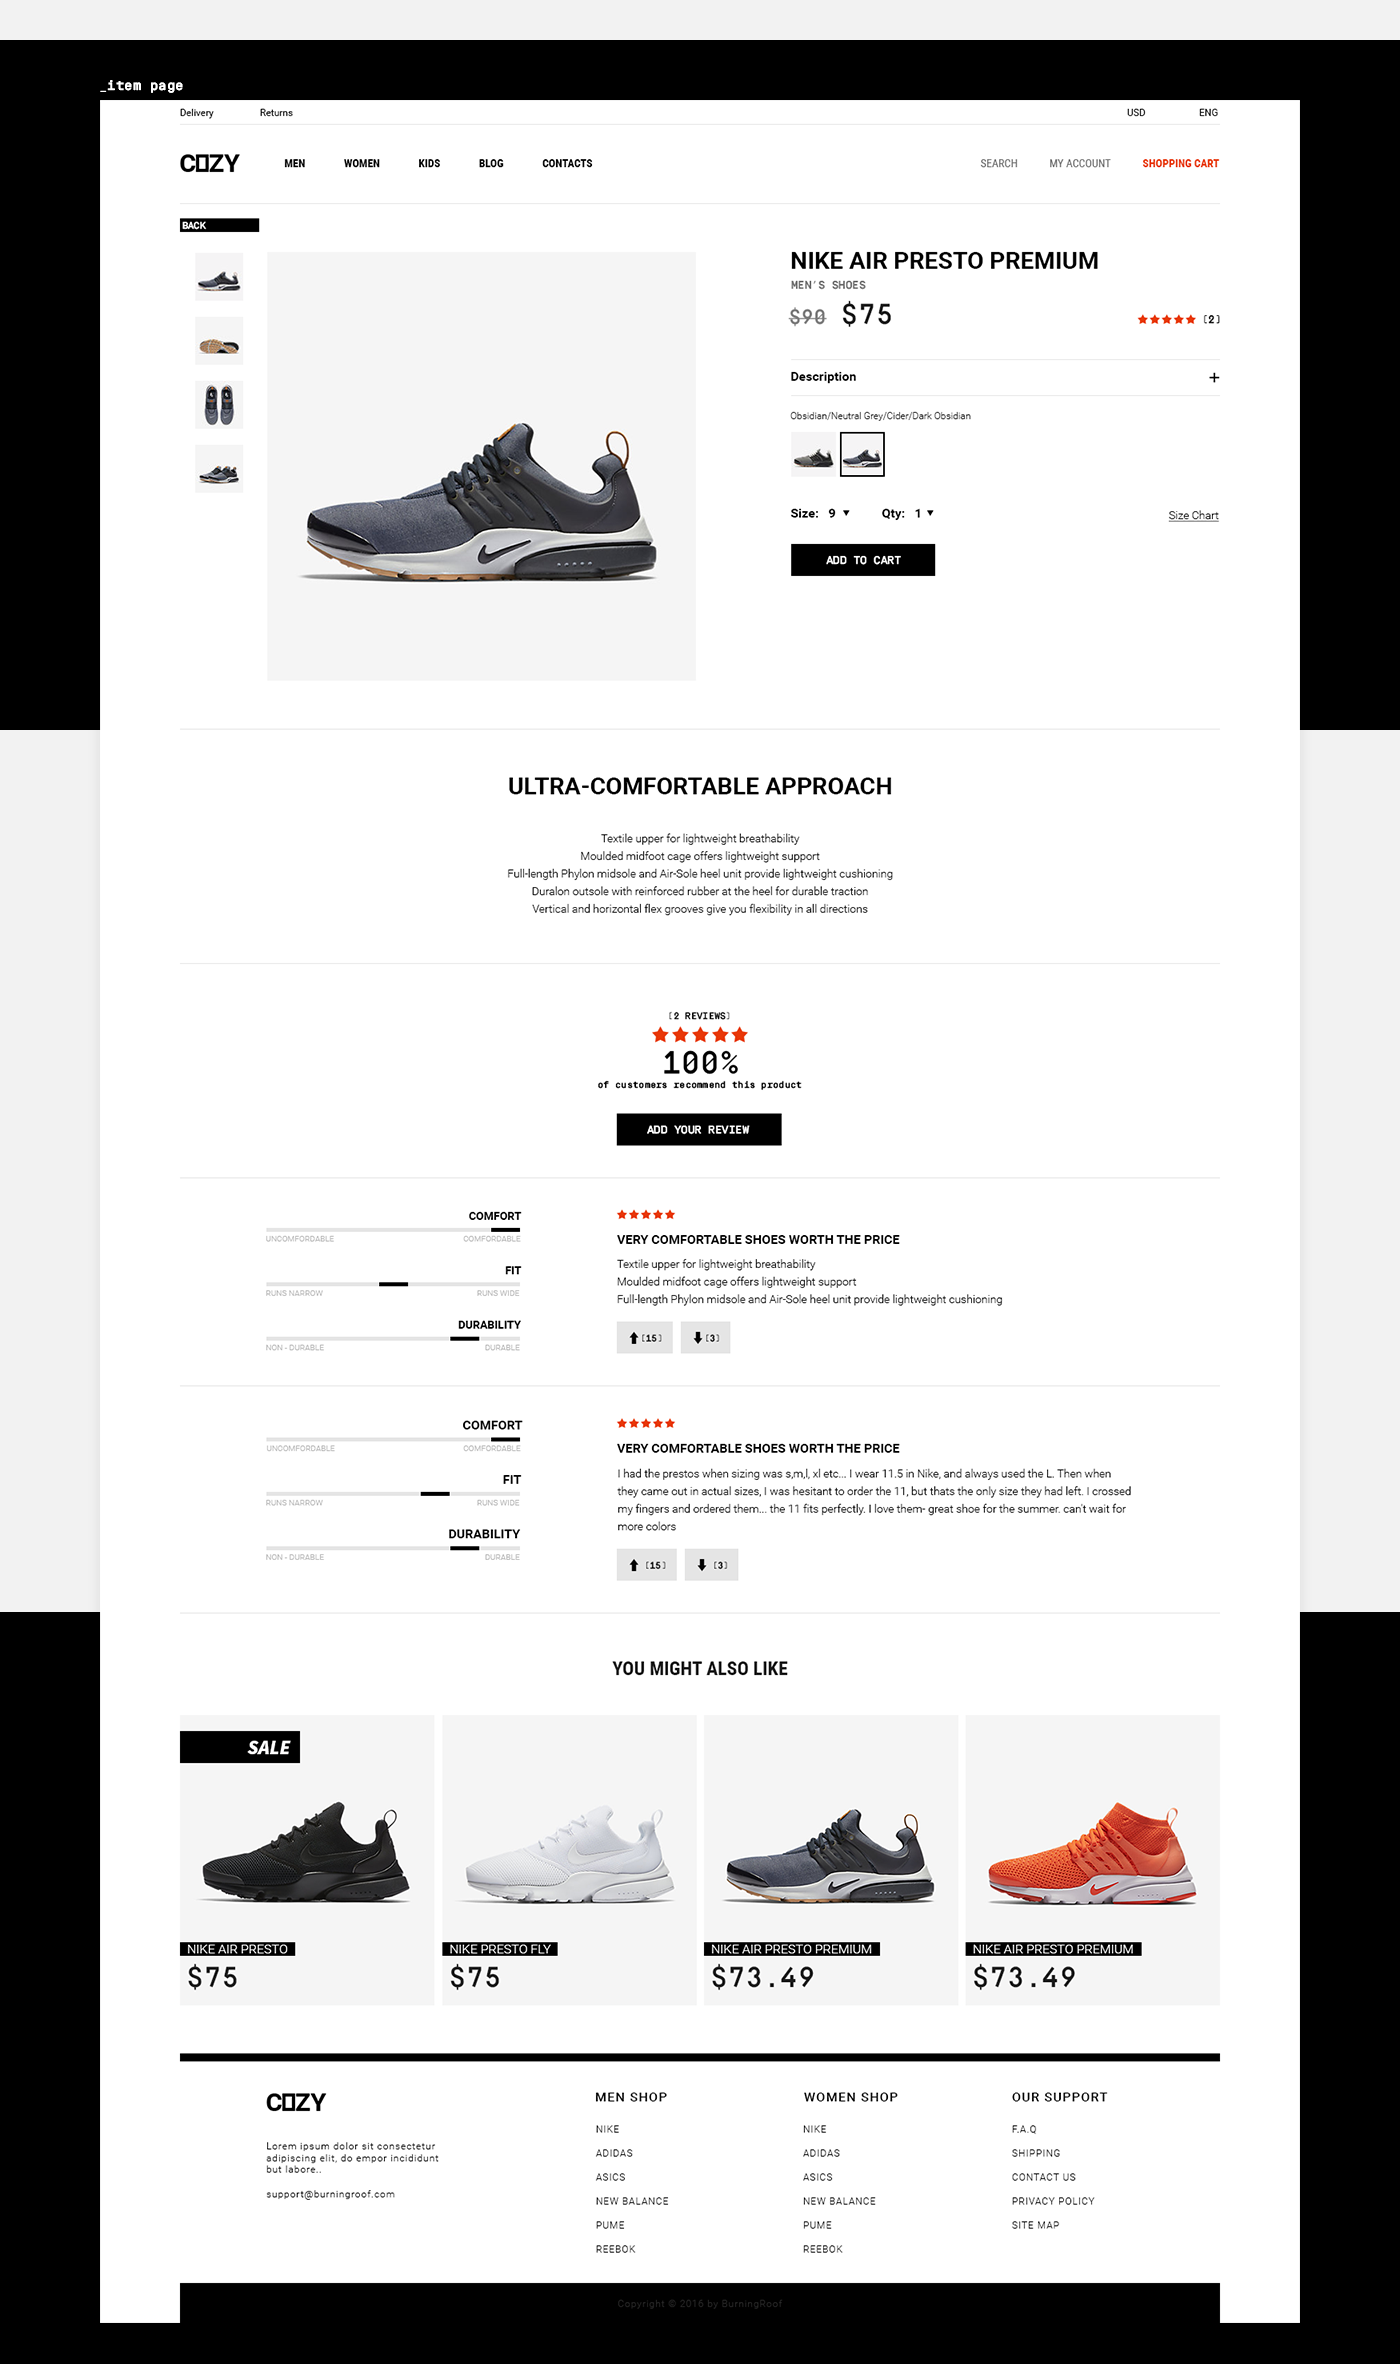 _item page
Delivery Returns USD ENG
COZY MEN WOMEN KIDS BLOG CONTACTS SEARCH MY ACCOUNT SHOPPING CART
BACK
NIKE AIR PRESTO PREMIUM
MEN'S SHOES
$90 $75 [2]
Description +
Obsidian/Neutral Grey/Cider/Dark Obsidian
Size: 9 Qty: 1 Size Chart
ADD TO CART
ULTRA-COMFORTABLE APPROACH
Textile upper for lightweight breathability
Moulded midfoot cage offers lightweight support
Full-length Phylon midsole and Air-Sole heel unit provide lightweight cushioning
Duralon outsole with reinforced rubber at the heel for durable traction
Vertical and horizontal flex grooves give you flexibility in all directions
[2 REVIEWS]
100%
of customers recommend this product
ADD YOUR REVIEW
COMFORT
UNCOMFORTABLE COMFORTABLE
FIT
RUNS NARROW RUNS WIDE
DURABILITY
NON - DURABLE DURABLE
VERY COMFORTABLE SHOES WORTH THE PRICE
Textile upper for lightweight breathability
Moulded midfoot cage offers lightweight support
Full-length Phylon midsole and Air-Sole heel unit provide lightweight cushioning
[15] [3]
COMFORT
UNCOMFORTABLE COMFORTABLE
FIT
RUNS NARROW RUNS WIDE
DURABILITY
NON - DURABLE DURABLE
VERY COMFORTABLE SHOES WORTH THE PRICE
I had the prestos when sizing was s,m,l, xl etc... I wear 11.5 in Nike, and always used the L. Then when
they came out in actual sizes, I was hesitant to order the 11, but thats the only size they had left. I crossed
my fingers and ordered them... the 11 fits perfectly. I love them- great shoe for the summer. can't wait for
more colors
[15] [3]
YOU MIGHT ALSO LIKE
SALE
NIKE AIR PRESTO
$75
NIKE PRESTO FLY
$75
NIKE AIR PRESTO PREMIUM
$73.49
NIKE AIR PRESTO PREMIUM
$73.49
COZY
Lorem ipsum dolor sit consectetur
adipiscing elit, do empor incididunt
but labore..
support@burningroof.com
MEN SHOP
NIKE
ADIDAS
ASICS
NEW BALANCE
PUME
REEBOK
WOMEN SHOP
NIKE
ADIDAS
ASICS
NEW BALANCE
PUME
REEBOK
OUR SUPPORT
F.A.Q
SHIPPING
CONTACT US
PRIVACY POLICY
SITE MAP
Copyright © 2016 by BurningRoof